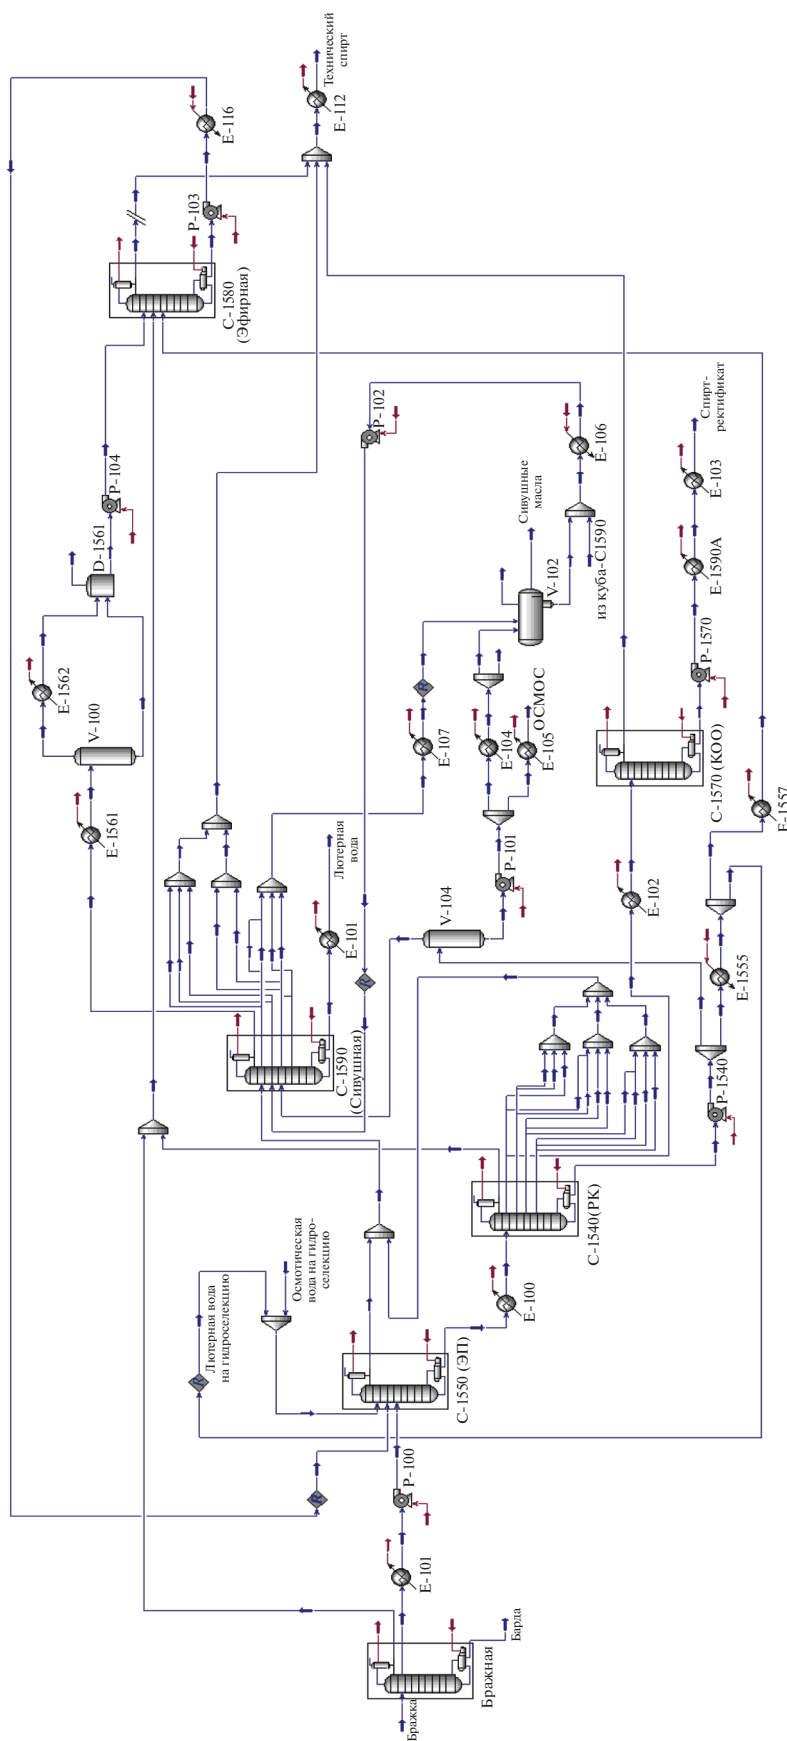 Технический
спирт
E-112
E-116
P-103
C-1580
(Эфирная)
P-104
D-1561
E-1562
V-100
E-1561
P-102
E-106
Сивушные
масла
V-102
из куба-C1590
E-107
E-104
E-105
ОСМОС
P-101
V-104
Спирт-
ректификат
E-103
E-1590A
P-1570
C-1570 (КОО)
E-1557
E-102
E-1555
P-1540
Лютерная
вода
E-101
C-1590
(Сивушная)
R
R
C-1540(РК)
E-100
Осмотическая
вода на гидро-
селекцию
Лютерная вода
на гидроселекцию
R
C-1550 (ЭП)
R
P-100
E-101
Бражная
Барда
Бражка